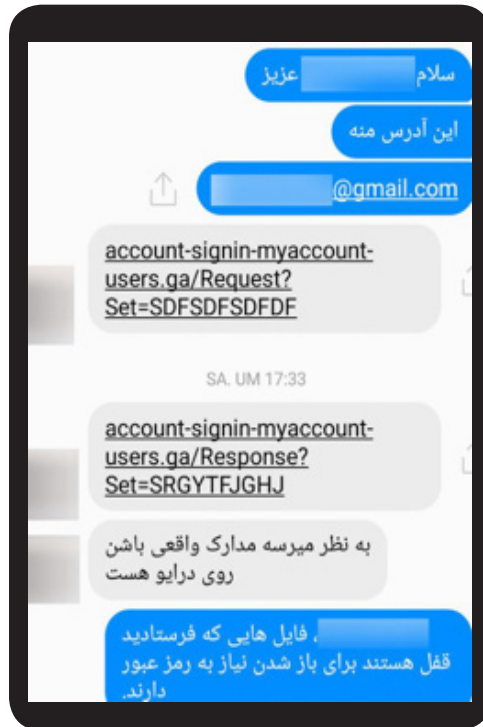 سلام عزیز
این آدرس منه
@gmail.com
account-signin-myaccount-
users.ga/Request?
Set=SDFSDFSDFDF
SA. UM 17:33
account-signin-myaccount-
users.ga/Response?
Set=SRGYTFJGHJ
به نظر میرسه مدارک واقعی باشن
روی درایو هست
، فایل هایی که فرستادید
قفل هستند برای باز شدن نیاز به رمز عبور
دارند.